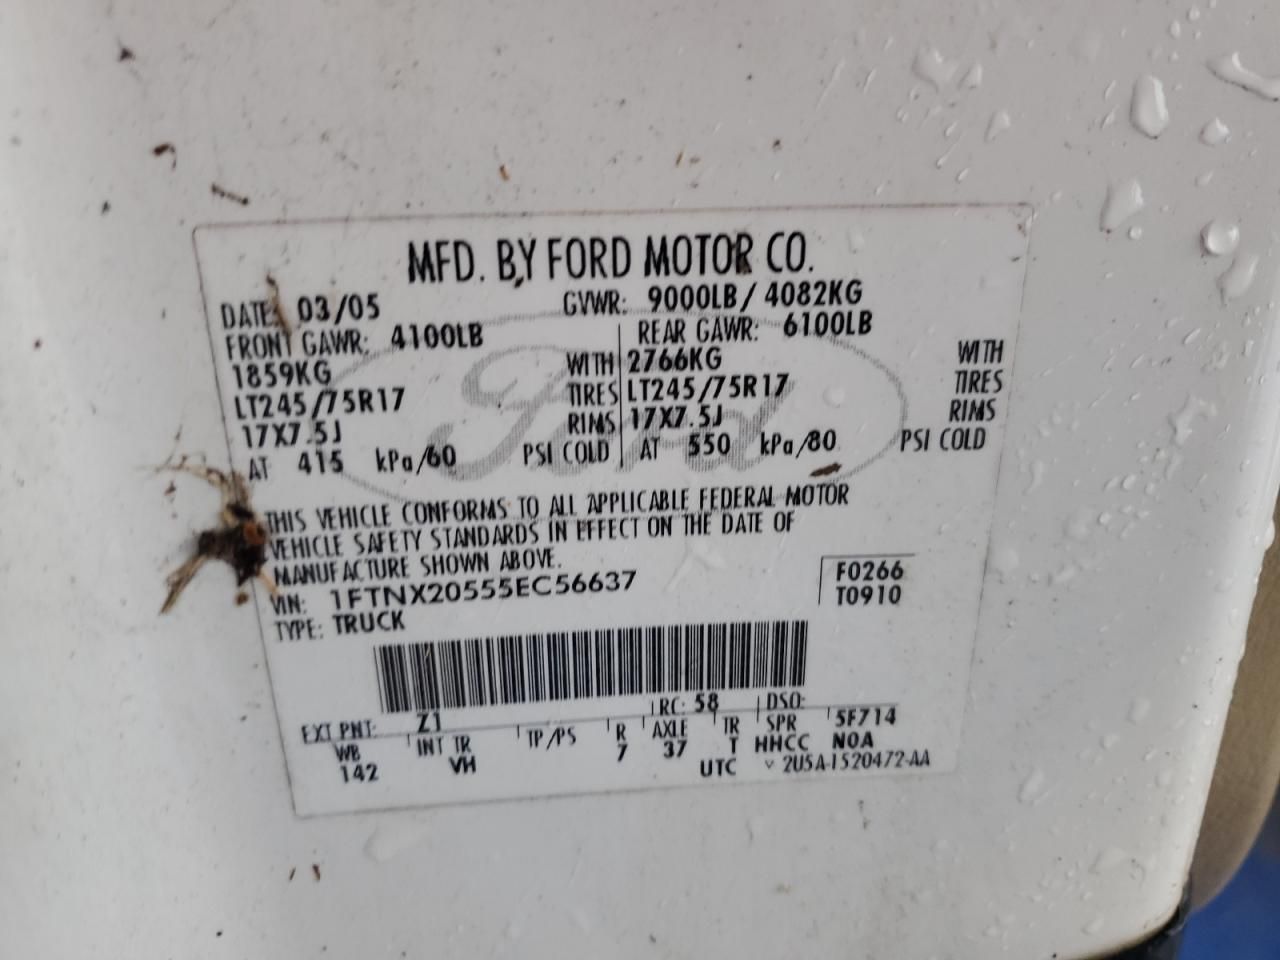 MFD. BY FORD MOTOR CO.
DATE: 03/05 GVWR: 9000LB/ 4082KG
FRONT GAWR: 4100LB REAR GAWR: 6100LB
1859KG WITH 2766KG WITH
LT245/75R17 TIRES LT245/75R17 TIRES
17X7.5J RIMS 17X7.5J RIMS
AT 415 kPa/60 PSI COLD AT 550 kPa/80 PSI COLD
Ford
THIS VEHICLE CONFORMS TO ALL APPLICABLE FEDERAL MOTOR
VEHICLE SAFETY STANDARDS IN EFFECT ON THE DATE OF
MANUFACTURE SHOWN ABOVE.
VIN: 1FTNX20555EC56637 F0266
TYPE: TRUCK T0910
RC: 58 DSO:
EXT PNT: Z1 5F714
WB INT TR TP/PS R AXLE TR SPR
142 VH 7 37 T HHCC N0A
UTC 2U5A-1520472-AA